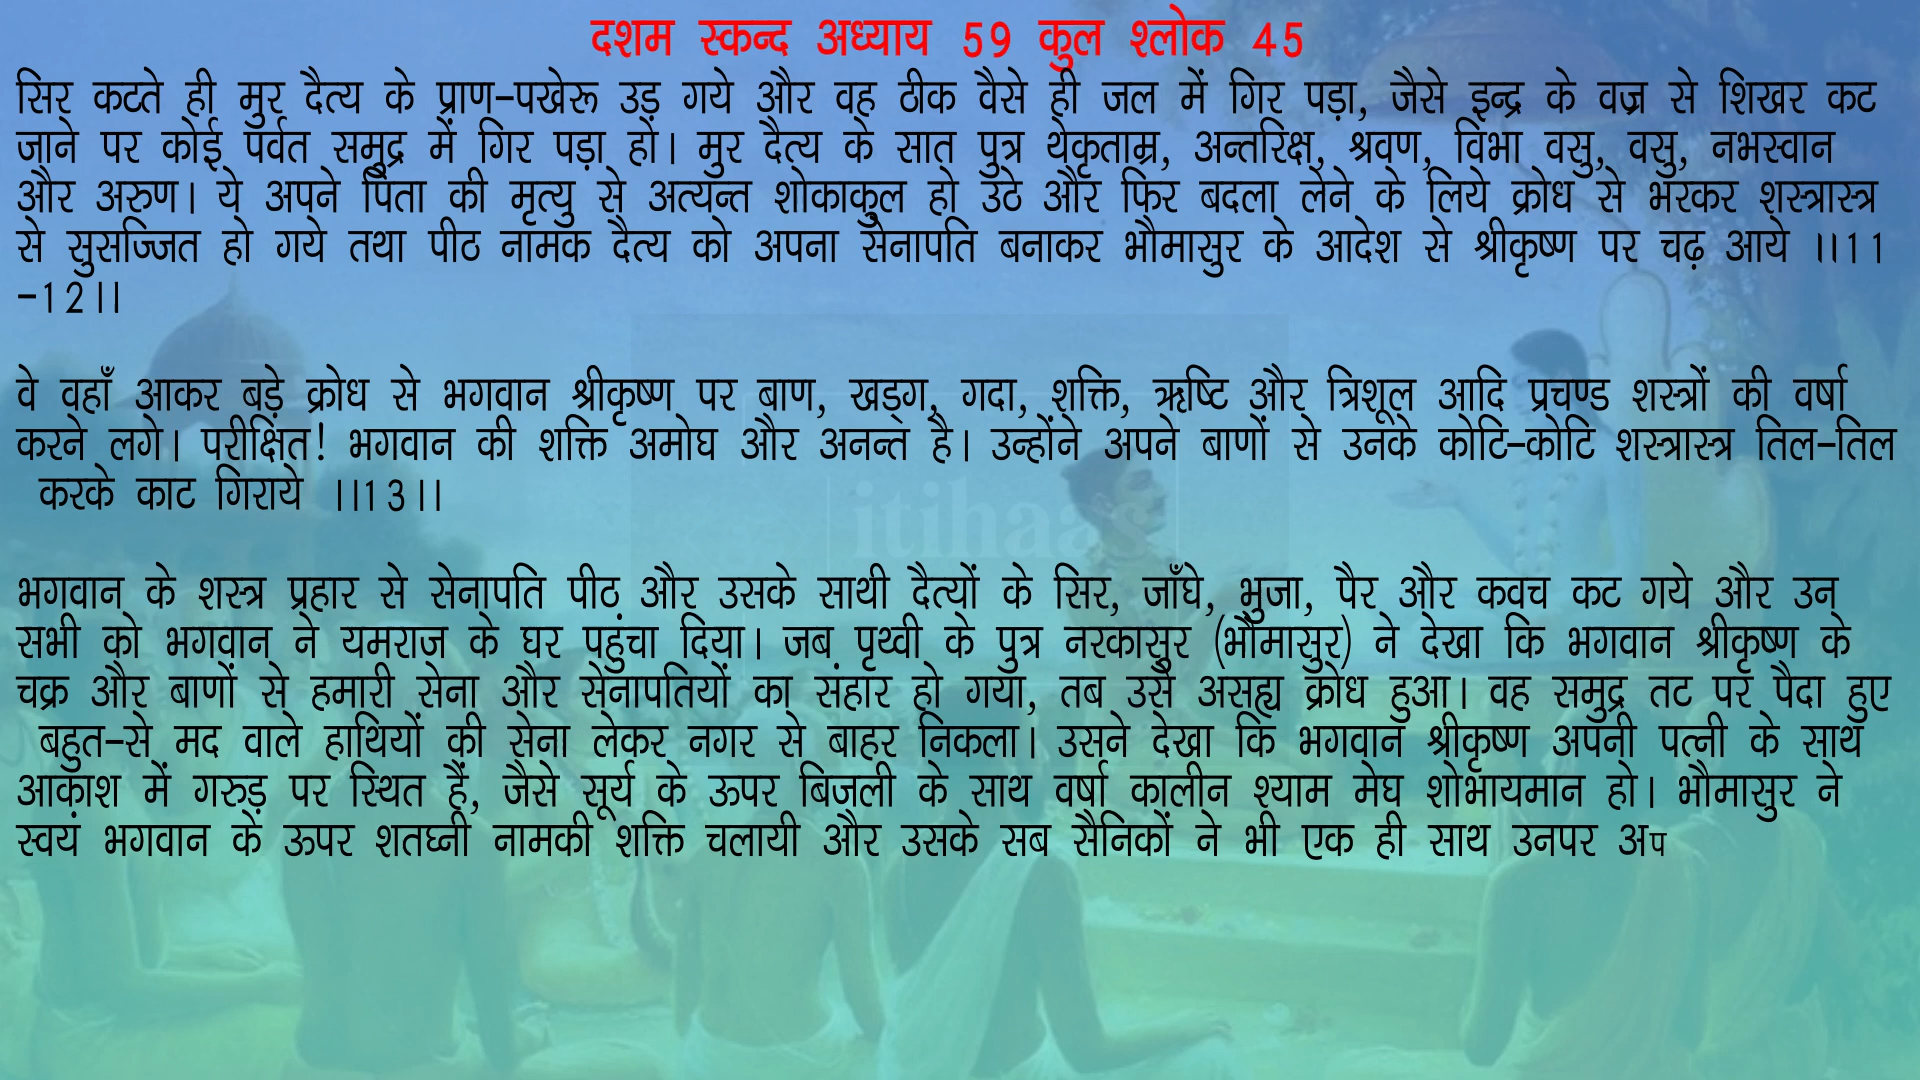 दशम स्कन्द अध्याय 59 कुल श्लोक 45
सिर कटते ही मुर दैत्य के प्राण-पखेरू उड़ गये और वह ठीक वैसे ही जल में गिर पड़ा, जैसे इन्द्र के वज्र से शिखर कट
जाने पर कोई पर्वत समुद्र में गिर पड़ा हो। मुर दैत्य के सात पुत्र थेकृताम्र, अन्तरिक्ष, श्रवण, विभा वसु, वसु, नभस्वान
और अरुण। ये अपने पिता की मृत्यु से अत्यन्त शोकाकुल हो उठे और फिर बदला लेने के लिये क्रोध से भरकर शस्त्रास्त्र
से सुसज्जित हो गये तथा पीठ नामक दैत्य को अपना सेनापति बनाकर भौमासुर के आदेश से श्रीकृष्ण पर चढ़ आये ।।11
-12।।
वे वहाँ आकर बड़े क्रोध से भगवान श्रीकृष्ण पर बाण, खड्ग, गदा, शक्ति, ऋष्टि और त्रिशूल आदि प्रचण्ड शस्त्रों की वर्षा
करने लगे। परीक्षित! भगवान की शक्ति अमोघ और अनन्त है। उन्होंने अपने बाणों से उनके कोटि-कोटि शस्त्रास्त्र तिल-तिल
करके काट गिराये ।।13।।
itihaas
भगवान के शस्त्र प्रहार से सेनापति पीठ और उसके साथी दैत्यों के सिर, जाँघे, भुजा, पैर और कवच कट गये और उन
सभी को भगवान ने यमराज के घर पहुंचा दिया। जब पृथ्वी के पुत्र नरकासुर (भौमासुर) ने देखा कि भगवान श्रीकृष्ण के
चक्र और बाणों से हमारी सेना और सेनापतियों का संहार हो गया, तब उसे असह्य क्रोध हुआ। वह समुद्र तट पर पैदा हुए
बहुत-से मद वाले हाथियों की सेना लेकर नगर से बाहर निकला। उसने देखा कि भगवान श्रीकृष्ण अपनी पत्नी के साथ
आकाश में गरुड़ पर स्थित हैं, जैसे सूर्य के ऊपर बिजली के साथ वर्षा कालीन श्याम मेघ शोभायमान हो। भौमासुर ने
स्वयं भगवान के ऊपर शतघ्नी नामकी शक्ति चलायी और उसके सब सैनिकों ने भी एक ही साथ उनपर अप